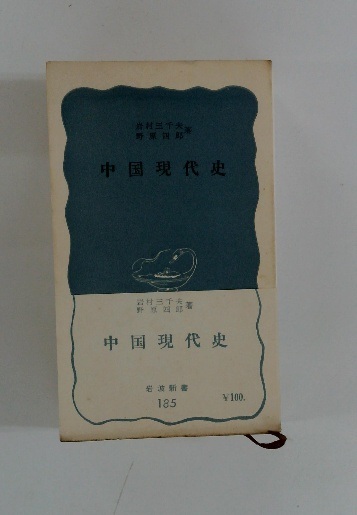 岩村三千夫
野原四郎 著
中国現代史
岩村三千夫
野原四郎 著
中国現代史
岩波新書
185
￥100.